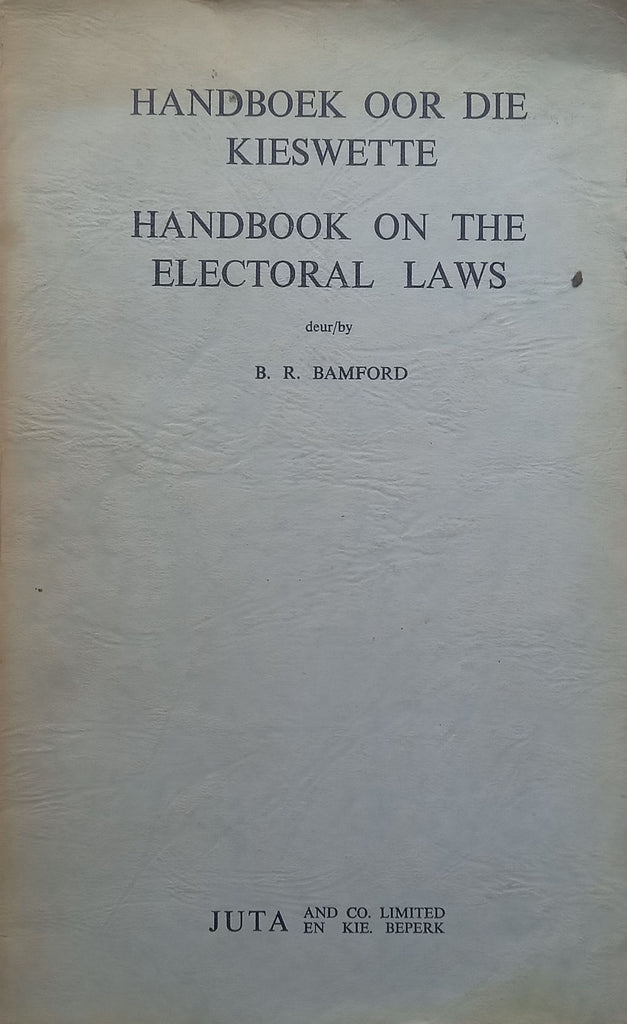 HANDBOEK OOR DIE
KIESWETTE
HANDBOOK ON THE
ELECTORAL LAWS
deur/by
B. R. BAMFORD
JUTA AND CO. LIMITED
EN KIE. BEPERK